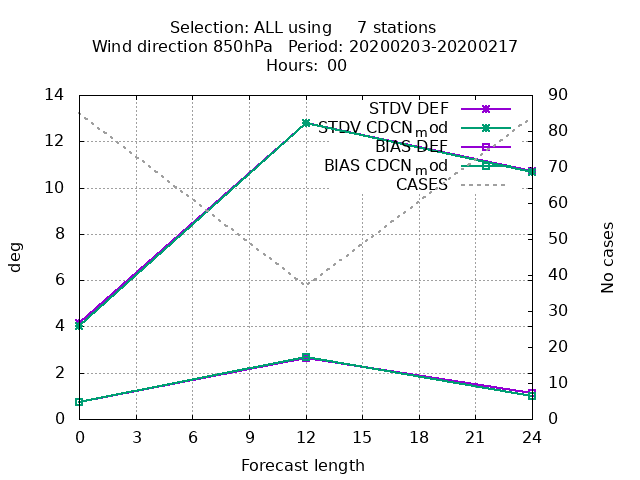 Selection: ALL using     7 stations
Wind direction 850hPa   Period: 20200203-20200217
Hours: 00
STDV DEF
STDV CDCNmod
BIAS DEF
BIAS CDCNmod
CASES
14
12
10
8
6
4
2
0
90
80
70
60
50
40
30
20
10
0
deg
No cases
0 3 6 9 12 15 18 21 24
Forecast length